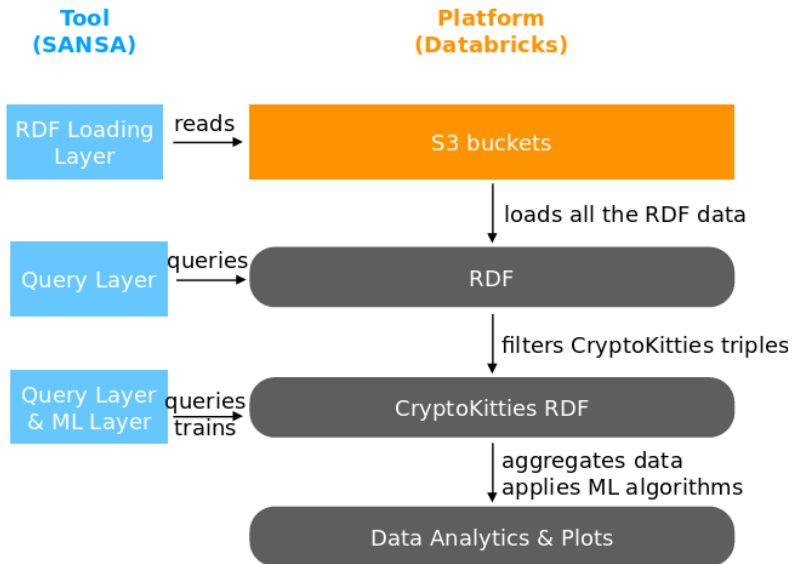 Tool
(SANSA)
Platform
(Databricks)
RDF Loading
Layer
reads
S3 buckets
loads all the RDF data
Query Layer
queries
RDF
filters CryptoKitties triples
Query Layer
& ML Layer
queries
trains
CryptoKitties RDF
aggregates data
applies ML algorithms
Data Analytics & Plots